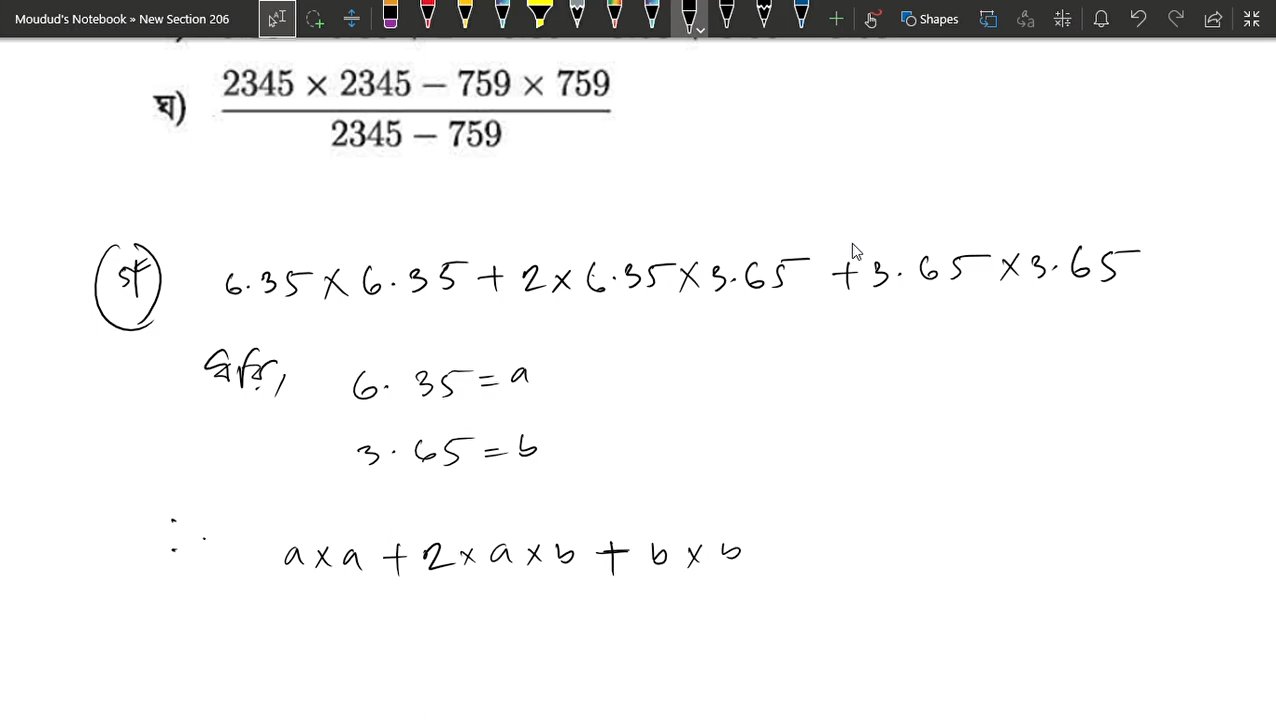 Moudud's Notebook » New Section 206
Shapes
ঘ) 2345 × 2345 − 759 × 759
2345 − 759
6.35 × 6.35 + 2 × 6.35 × 3.65 + 3.65 × 3.65
ধরি, 6.35 = a
3.65 = b
∴ a × a + 2 × a × b + b × b